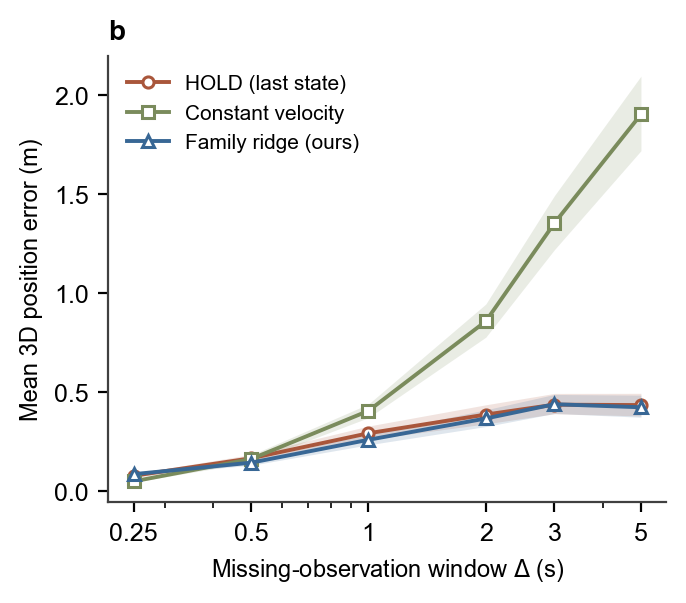 b
HOLD (last state)
Constant velocity
Family ridge (ours)
Mean 3D position error (m)
2.0
1.5
1.0
0.5
0.0
0.25 0.5 1 2 3 5
Missing-observation window Δ (s)